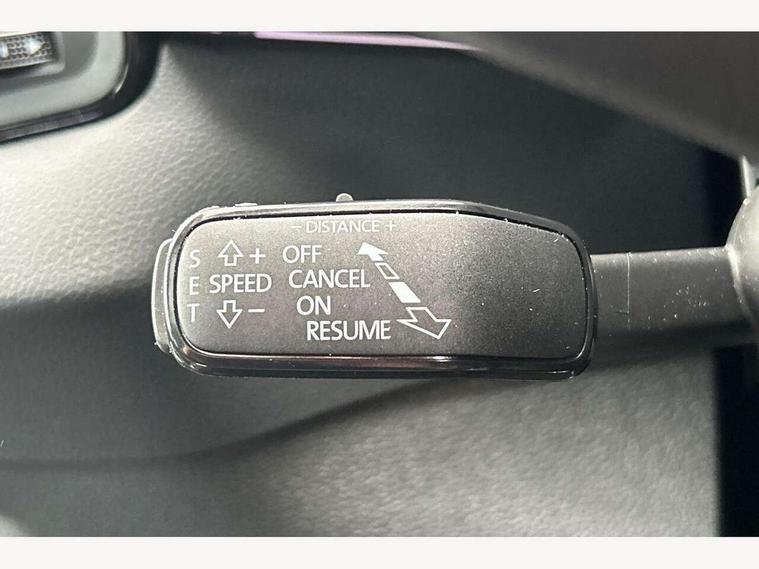 - DISTANCE +
S + OFF
E SPEED CANCEL
T - ON
RESUME